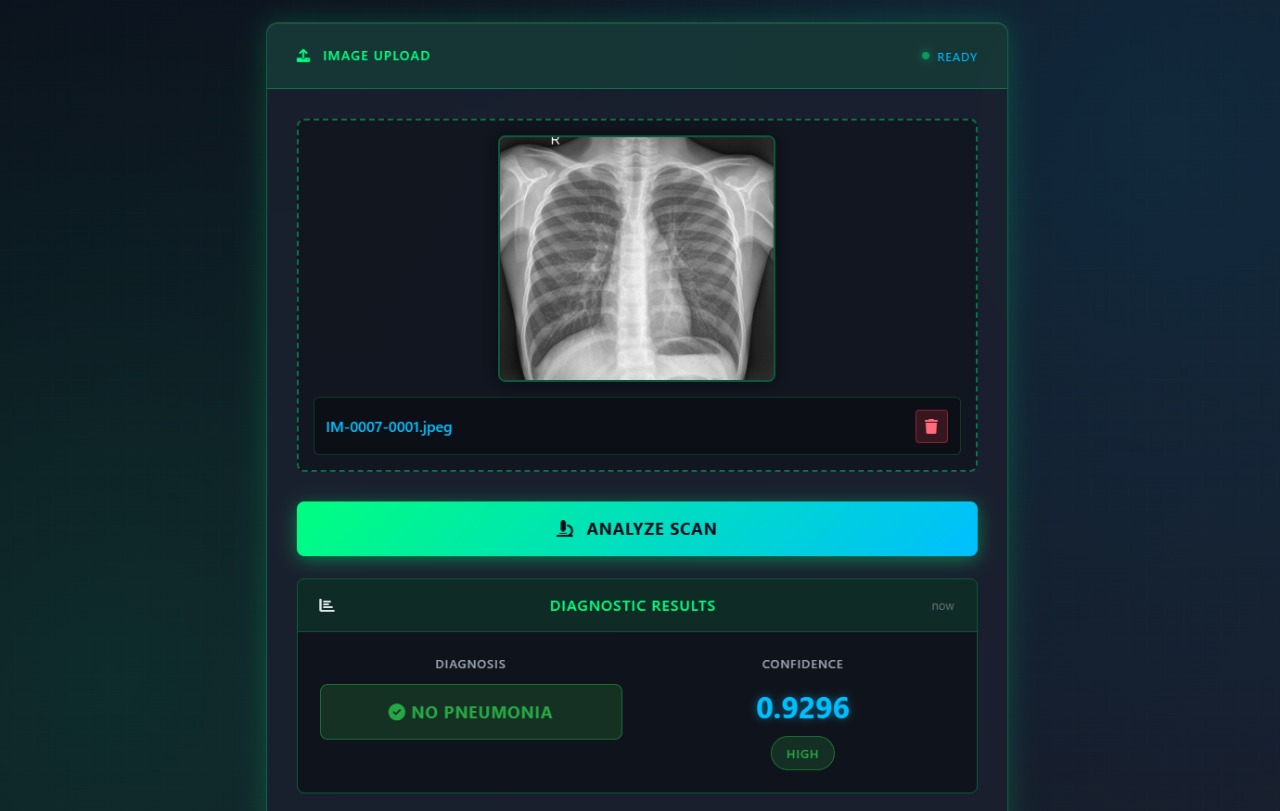 IMAGE UPLOAD
READY
R
IM-0007-0001.jpeg
ANALYZE SCAN
DIAGNOSTIC RESULTS
now
DIAGNOSIS
CONFIDENCE
NO PNEUMONIA
0.9296
HIGH